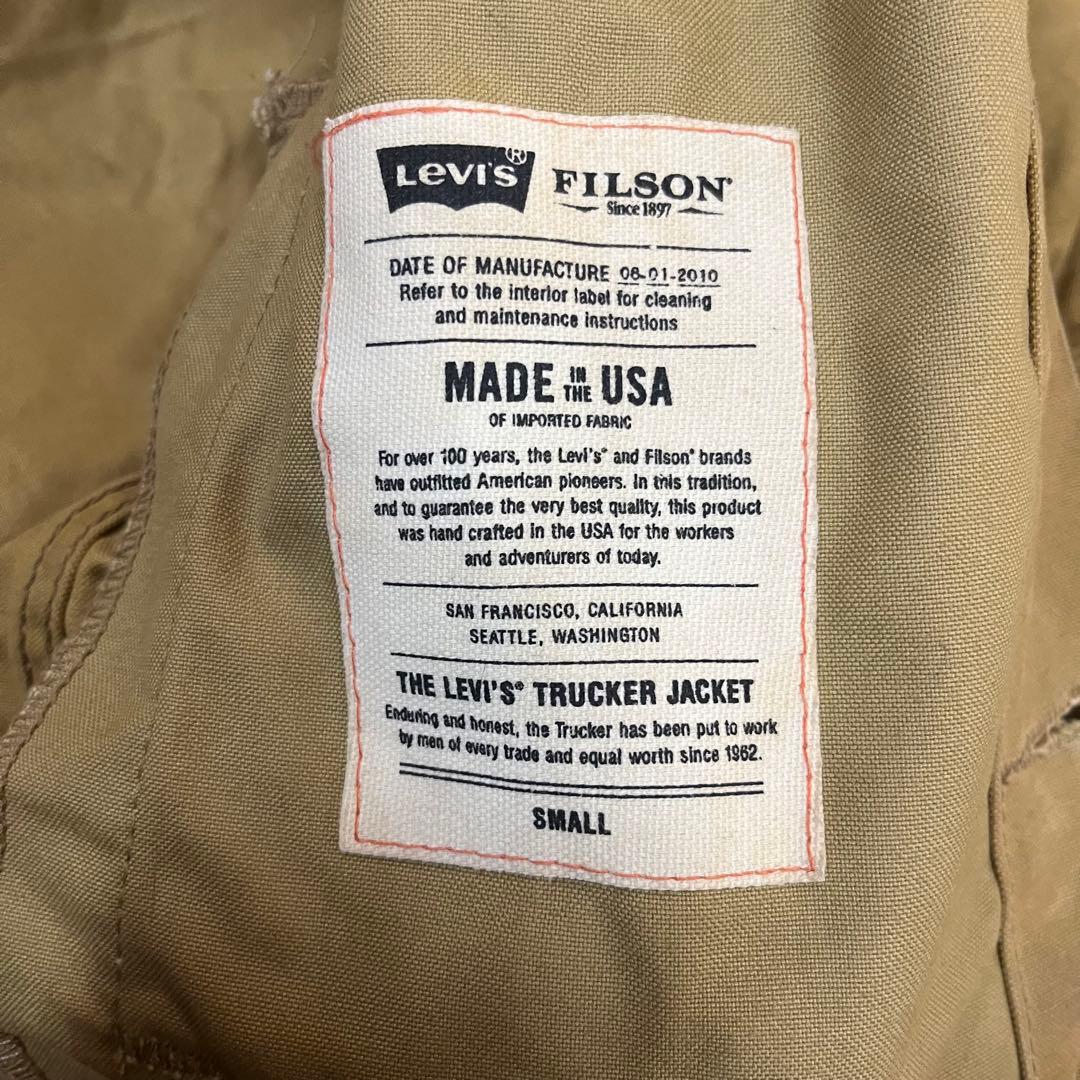 LEVI'S® FILSON®
Since 1897
DATE OF MANUFACTURE 06-01-2010
Refer to the interior label for cleaning
and maintenance instructions
MADE IN THE USA
OF IMPORTED FABRIC
For over 100 years, the Levi's® and Filson® brands
have outfitted American pioneers. In this tradition,
and to guarantee the very best quality, this product
was hand crafted in the USA for the workers
and adventurers of today.
SAN FRANCISCO, CALIFORNIA
SEATTLE, WASHINGTON
THE LEVI'S® TRUCKER JACKET
Enduring and honest, the Trucker has been put to work
by men of every trade and equal worth since 1962.
SMALL